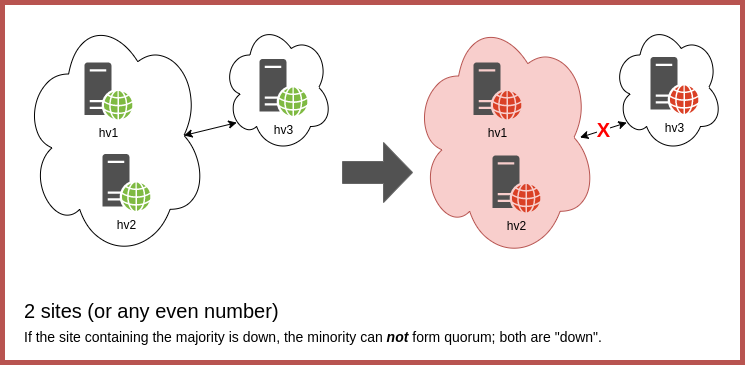 hv1
hv3
hv2
hv1
X
hv3
hv2
2 sites (or any even number)
If the site containing the majority is down, the minority can not form quorum; both are "down".